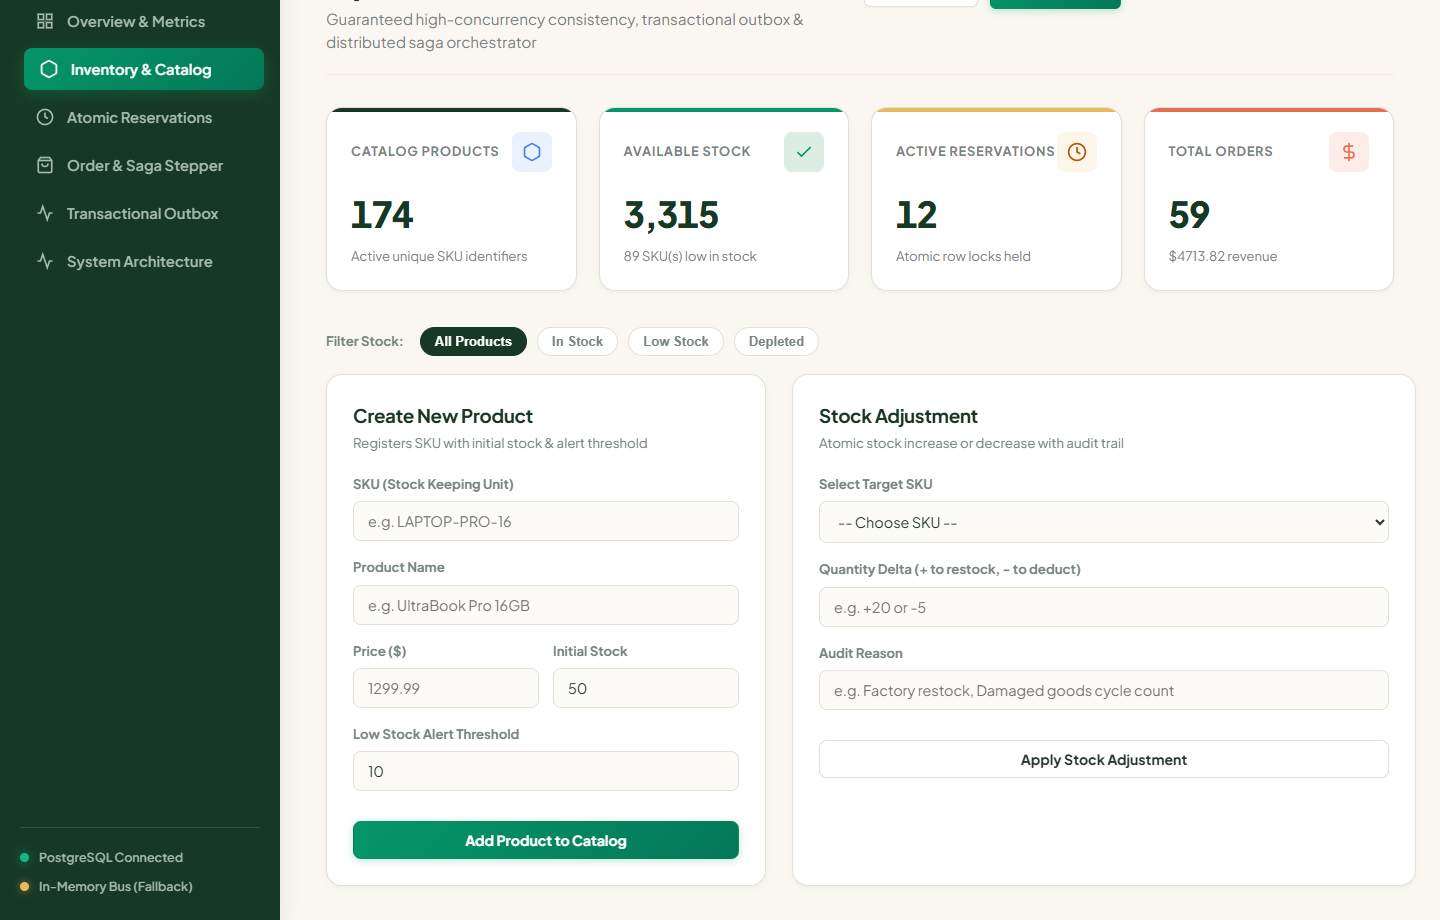 Overview & Metrics
Inventory & Catalog
Atomic Reservations
Order & Saga Stepper
Transactional Outbox
System Architecture
PostgreSQL Connected
In-Memory Bus (Fallback)
Guaranteed high-concurrency consistency, transactional outbox &
distributed saga orchestrator
CATALOG PRODUCTS
174
Active unique SKU identifiers
AVAILABLE STOCK
3,315
89 SKU(s) low in stock
ACTIVE RESERVATIONS
12
Atomic row locks held
TOTAL ORDERS
$
59
$4713.82 revenue
Filter Stock:
All Products
In Stock
Low Stock
Depleted
Create New Product
Registers SKU with initial stock & alert threshold
SKU (Stock Keeping Unit)
e.g. LAPTOP-PRO-16
Product Name
e.g. UltraBook Pro 16GB
Price ($)
Initial Stock
1299.99
50
Low Stock Alert Threshold
10
Add Product to Catalog
Stock Adjustment
Atomic stock increase or decrease with audit trail
Select Target SKU
-- Choose SKU --
Quantity Delta (+ to restock, - to deduct)
e.g. +20 or -5
Audit Reason
e.g. Factory restock, Damaged goods cycle count
Apply Stock Adjustment